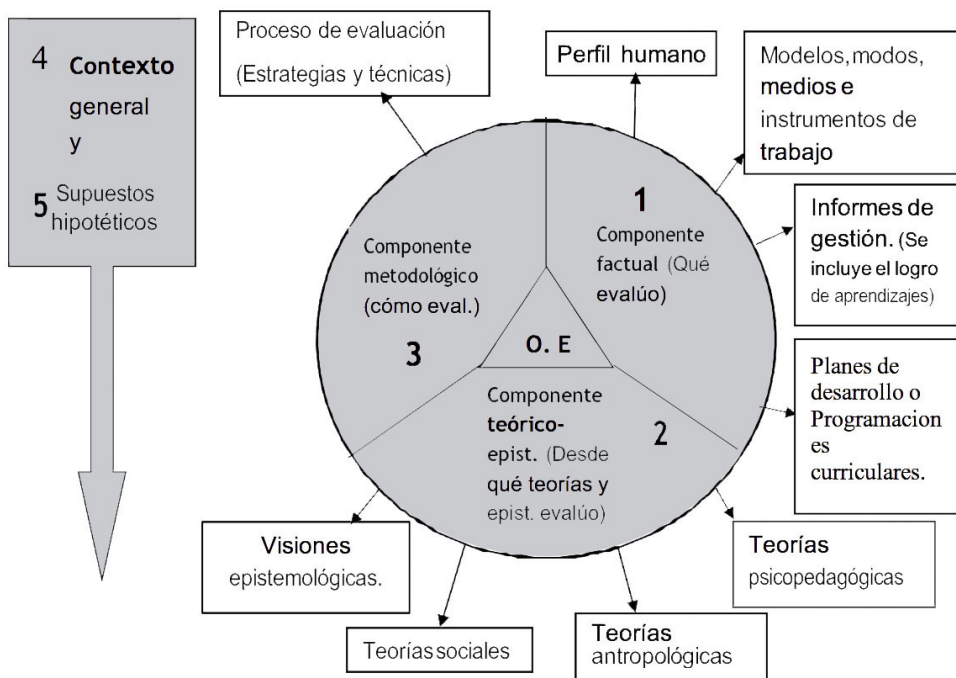 4 Contexto
general
y
5 Supuestos
hipotéticos
Proceso de evaluación
(Estrategias y técnicas)
Perfil humano
Modelos, modos,
medios e
instrumentos de
trabajo
Informes de
gestión. (Se
incluye el logro
de aprendizajes)
Planes de
desarrollo o
Programacion
es
curriculares.
1
Componente
factual (Qué
evalúo)
Componente
metodológico
(cómo eval.)
3
O. E
Componente
teórico-
epist. (Desde
qué teorías y
epist. evalúo)
2
Visiones
epistemológicas.
Teorías sociales
Teorías
antropológicas
Teorías
psicopedagógicas